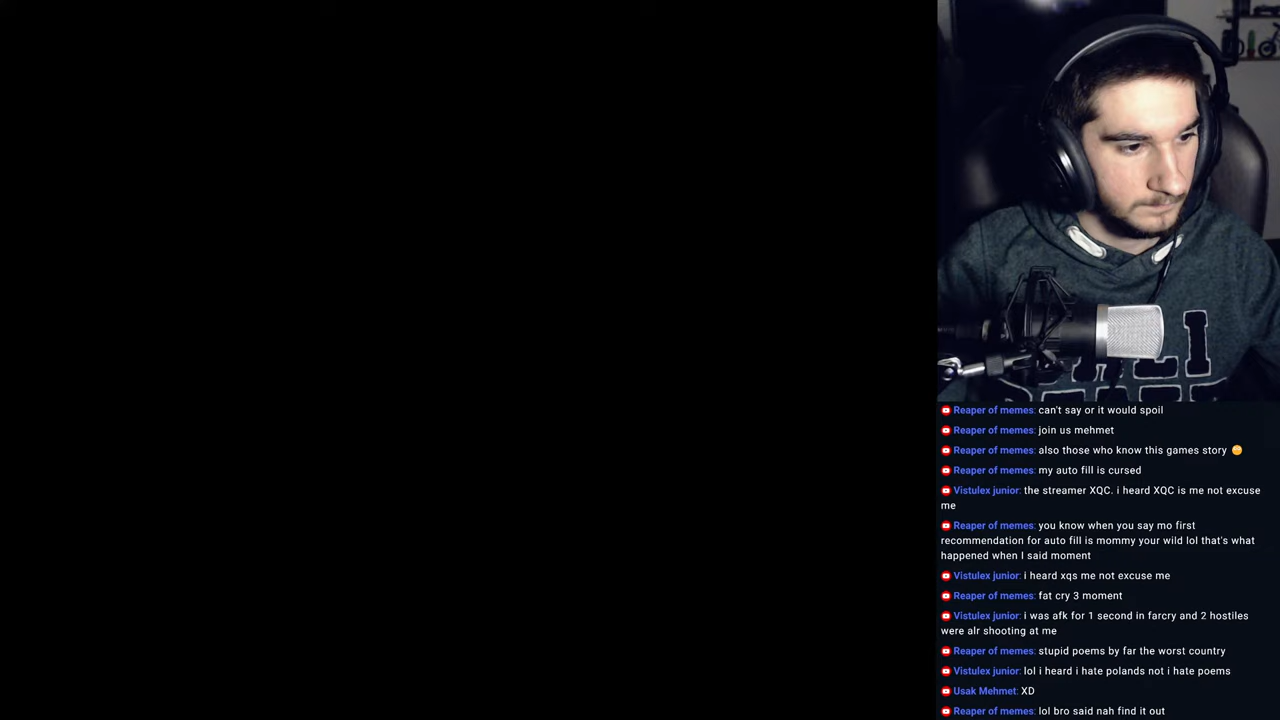 Reaper of memes: can't say or it would spoil
Reaper of memes: join us mehmet
Reaper of memes: also those who know this games story 😳
Reaper of memes: my auto fill is cursed
Vistulex junior: the streamer XQC. i heard XQC is me not excuse
me
Reaper of memes: you know when you say mo first
recommendation for auto fill is mommy your wild lol that's what
happened when I said moment
Vistulex junior: i heard xqs me not excuse me
Reaper of memes: fat cry 3 moment
Vistulex junior: i was afk for 1 second in farcry and 2 hostiles
were alr shooting at me
Reaper of memes: stupid poems by far the worst country
Vistulex junior: lol i heard i hate polands not i hate poems
Usak Mehmet: XD
Reaper of memes: lol bro said nah find it out